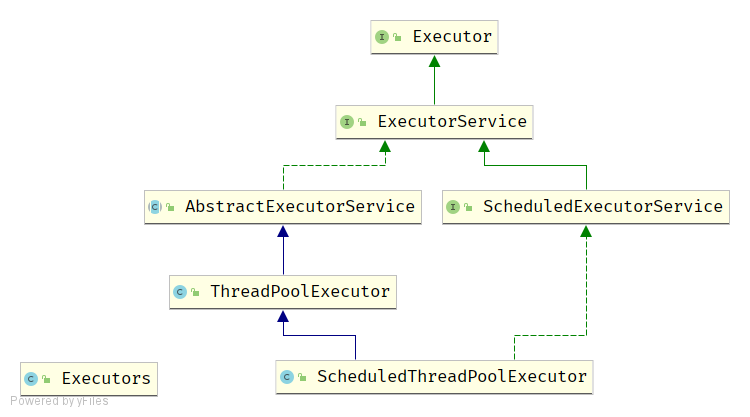 Executor
ExecutorService
AbstractExecutorService
ScheduledExecutorService
ThreadPoolExecutor
ScheduledThreadPoolExecutor
Executors
Powered by yFiles